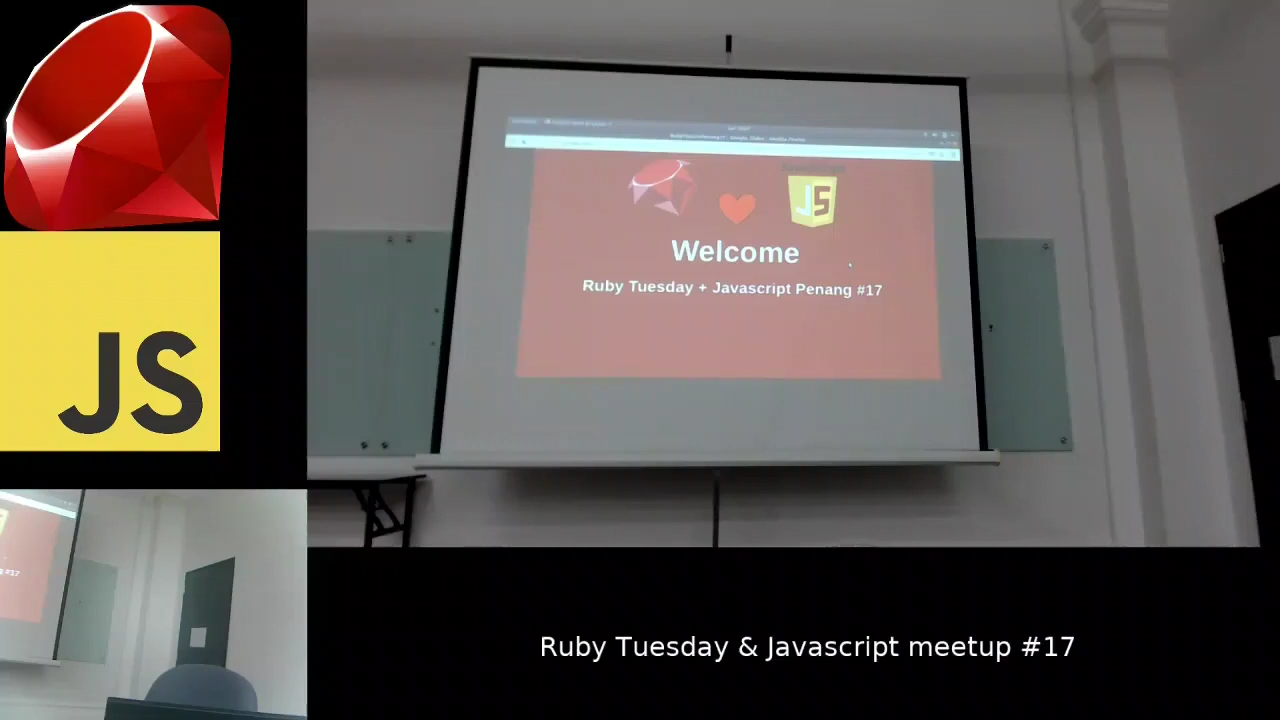 JS
JS
Welcome
Ruby Tuesday + Javascript Penang #17
#17
Ruby Tuesday & Javascript meetup #17